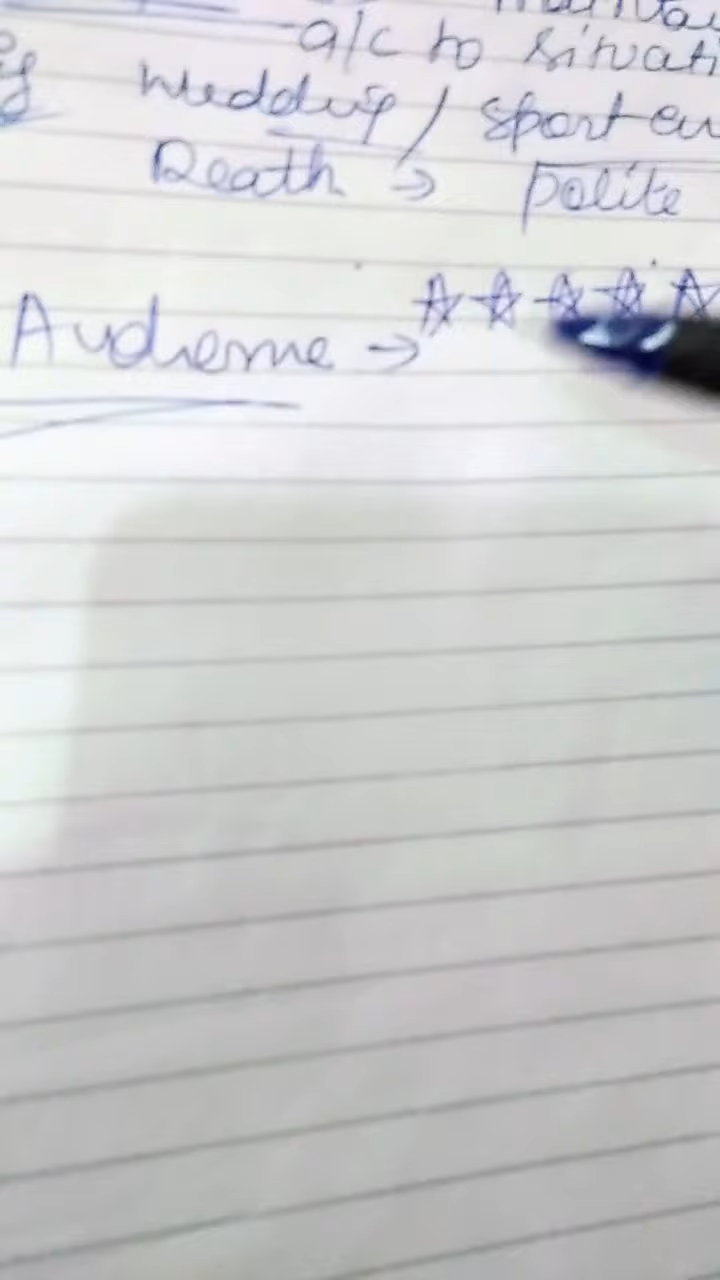 a/c to situati
Wedding / Sport ev
Death → polite
Audience → ☆☆☆☆☆